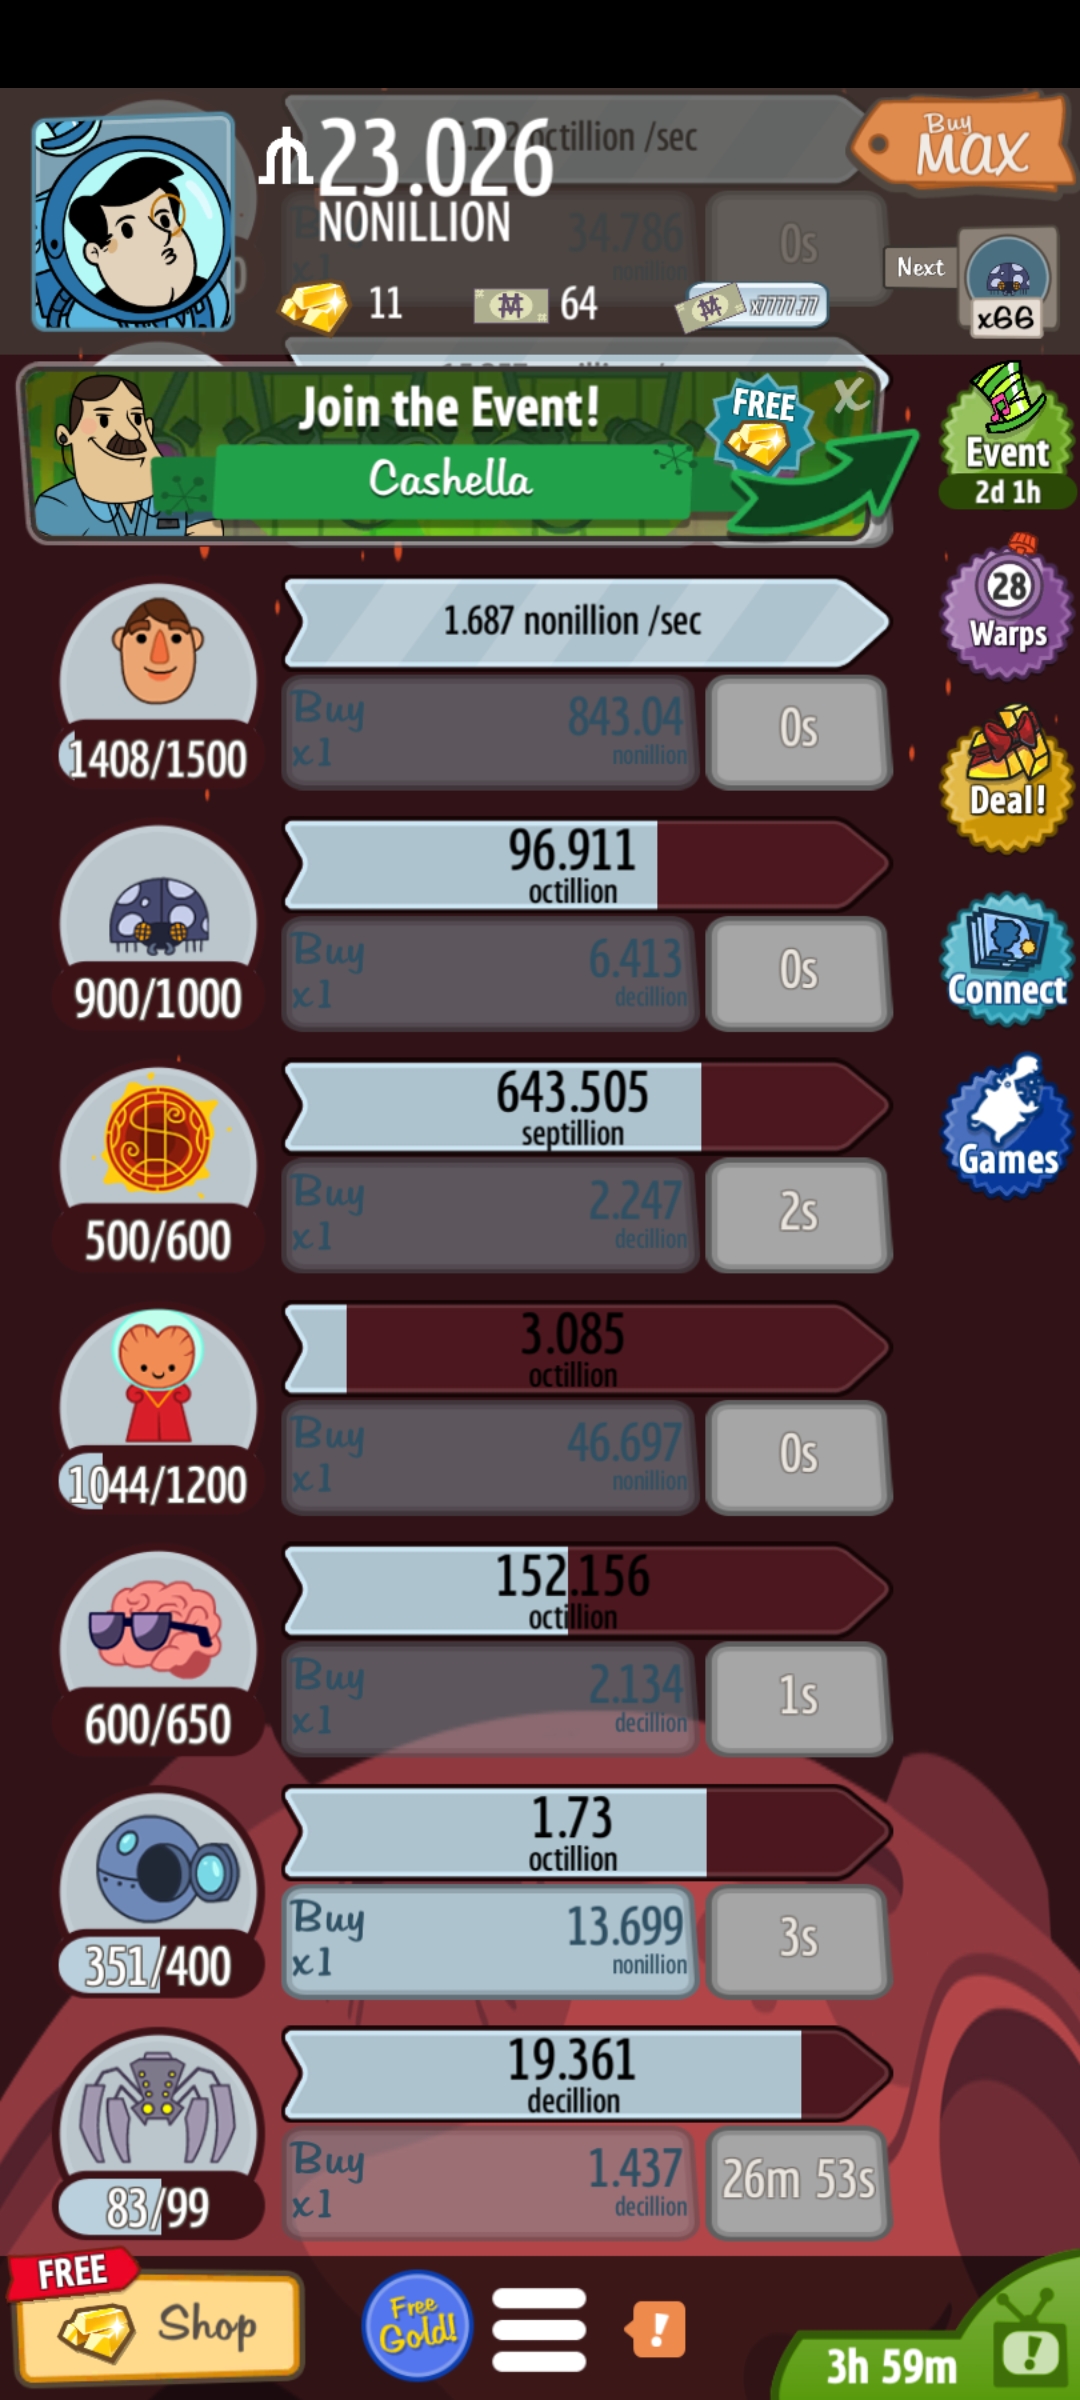 Buy
MAX
23.026
NONILLION
octillion /sec
34.786
nonillion
0s
11
64
x7777.77
Next
x66
Join the Event!
FREE
X
Cashella
Event
2d 1h
1.687 nonillion /sec
Buy
x1
843.04
nonillion
0s
1408/1500
28
Warps
Deal!
96.911
octillion
Buy
x1
6.413
decillion
0s
900/1000
Connect
643.505
septillion
Buy
x1
2.247
decillion
2s
500/600
Games
3.085
octillion
Buy
x1
46.697
nonillion
0s
1044/1200
152.156
octillion
Buy
x1
2.134
decillion
1s
600/650
1.73
octillion
Buy
x1
13.699
nonillion
3s
351/400
19.361
decillion
Buy
x1
1.437
decillion
26m 53s
83/99
FREE
Shop
Free
Gold!
!
3h 59m
!